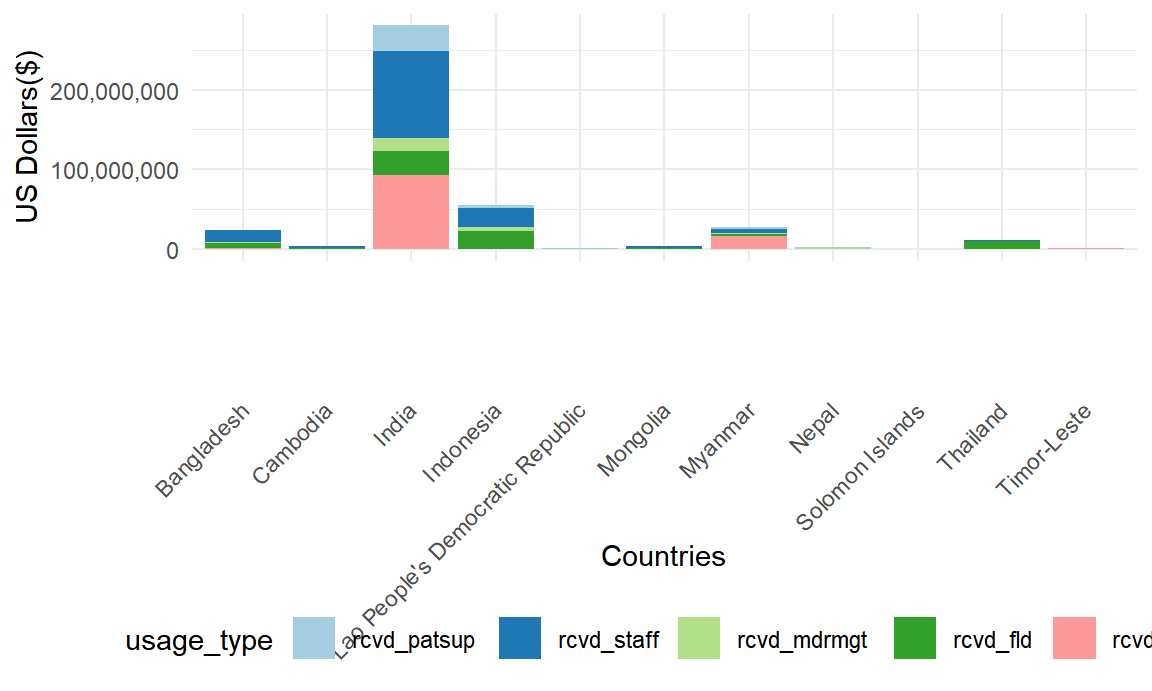 US Dollars($)
200,000,000
100,000,000
0
Bangladesh
Cambodia
India
Indonesia
Lao People's Democratic Republic
Mongolia
Myanmar
Nepal
Solomon Islands
Thailand
Timor-Leste
Countries
usage_type rcvd_patsup rcvd_staff rcvd_mdrmgt rcvd_fld rcvd